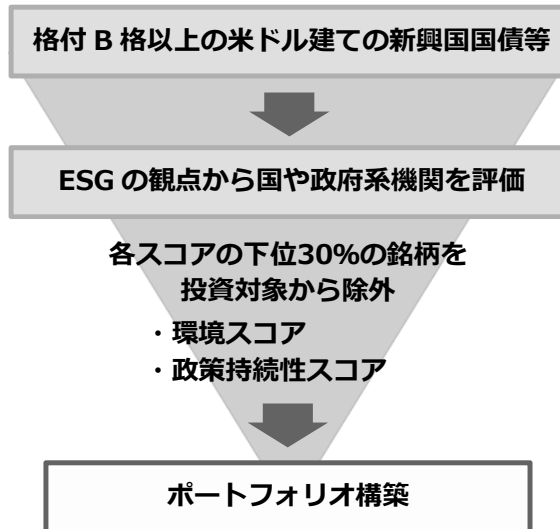 格付 B 格以上の米ドル建ての新興国国債等
ESG の観点から国や政府系機関を評価
各スコアの下位30%の銘柄を
投資対象から除外
・環境スコア
・政策持続性スコア
ポートフォリオ構築